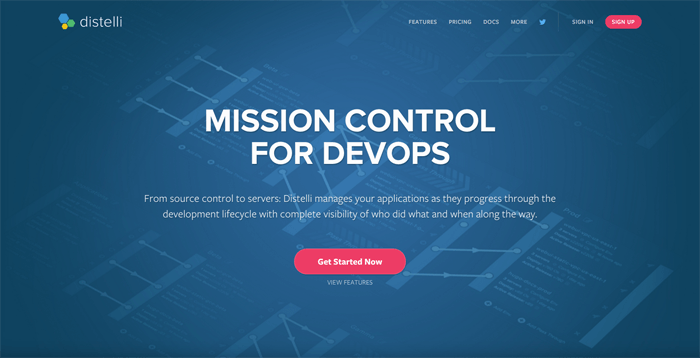 distelli
FEATURES PRICING DOCS MORE SIGN IN SIGN UP
MISSION CONTROL
FOR DEVOPS
From source control to servers: Distelli manages your applications as they progress through the
development lifecycle with complete visibility of who did what and when along the way.
Get Started Now
VIEW FEATURES